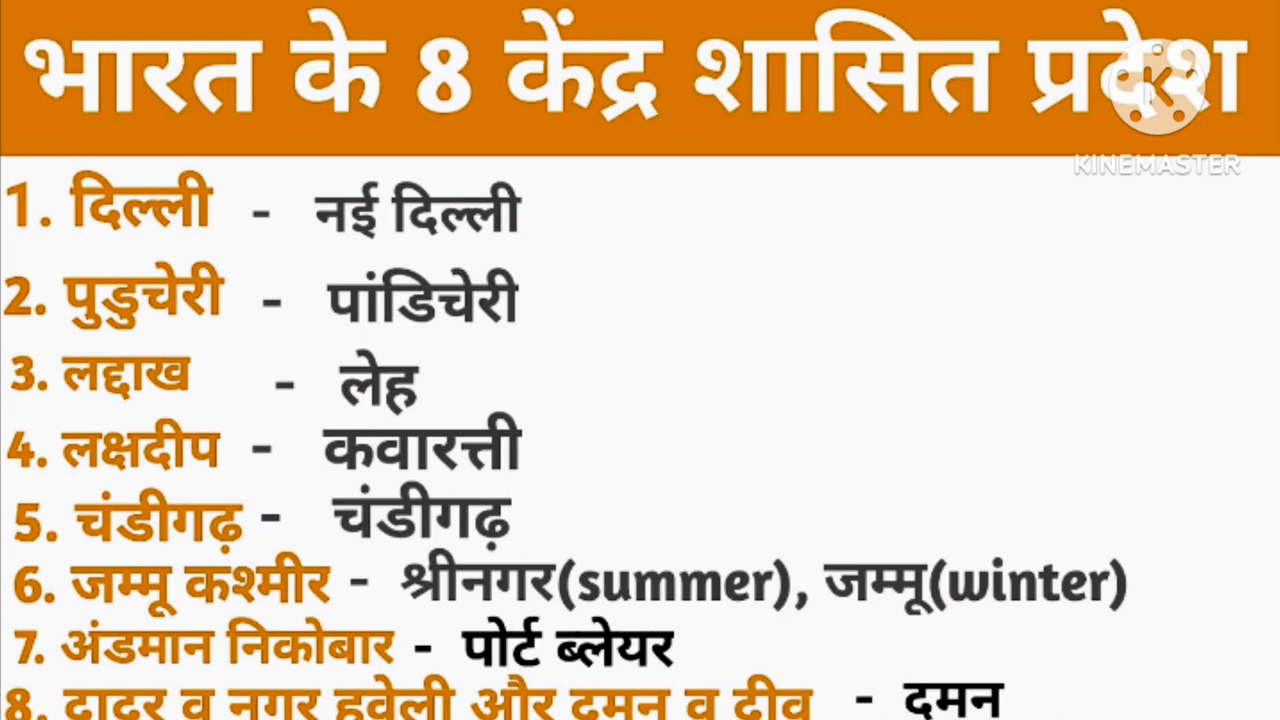 भारत के 8 केंद्र शासित प्रदेश
KINEMASTER
1. दिल्ली - नई दिल्ली
2. पुडुचेरी - पांडिचेरी
3. लद्दाख - लेह
4. लक्षदीप - कवारत्ती
5. चंडीगढ़ - चंडीगढ़
6. जम्मू कश्मीर - श्रीनगर(summer), जम्मू(winter)
7. अंडमान निकोबार - पोर्ट ब्लेयर
8. दादर व नगर हवेली और दमन व दीव - दमन